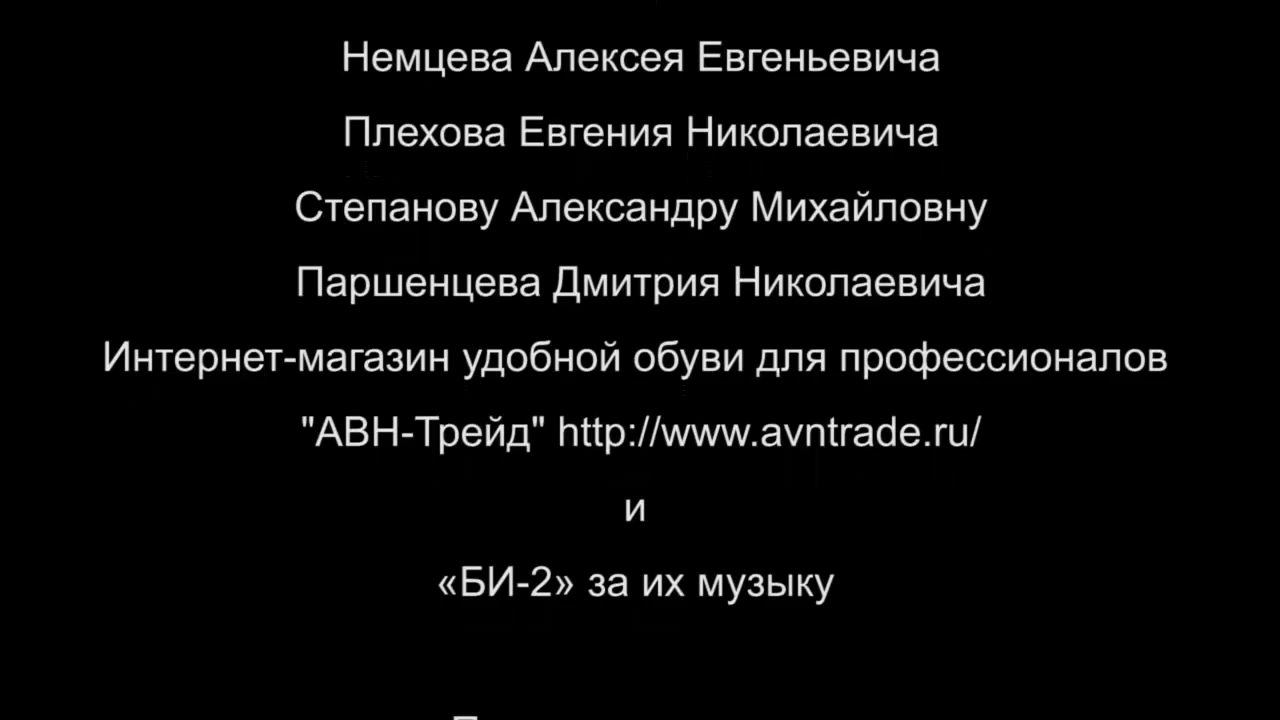 Немцева Алексея Евгеньевича
Плехова Евгения Николаевича
Степанову Александру Михайловну
Паршенцева Дмитрия Николаевича
Интернет-магазин удобной обуви для профессионалов
"АВН-Трейд" http://www.avntrade.ru/
и
«БИ-2» за их музыку